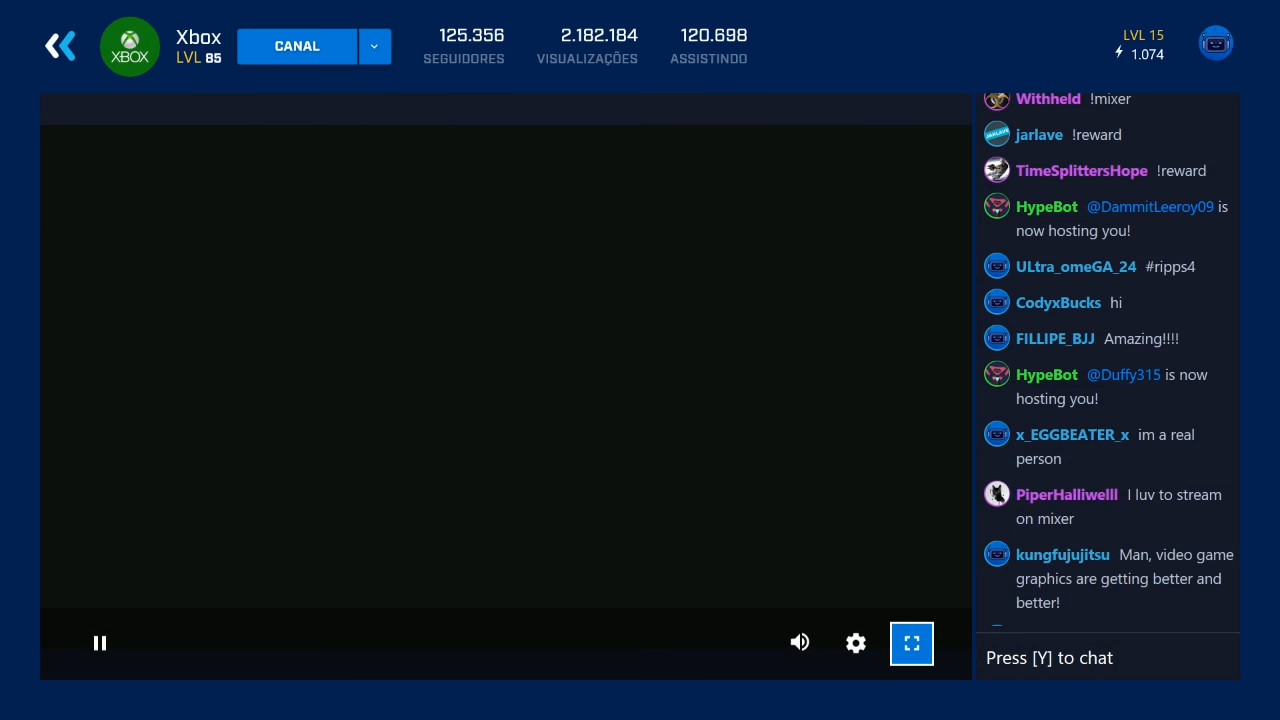 XBOX
Xbox
LVL 85
CANAL
125.356
SEGUIDORES
2.182.184
VISUALIZAÇÕES
120.698
ASSISTINDO
LVL 15
1.074
Withheld !mixer
jarlave !reward
TimeSplittersHope !reward
HypeBot @DammitLeeroy09 is
now hosting you!
ULtra_omeGA_24 #ripps4
CodyxBucks hi
FILLIPE_BJJ Amazing!!!!
HypeBot @Duffy315 is now
hosting you!
x_EGGBEATER_x im a real
person
PiperHalliwelll I luv to stream
on mixer
kungfujujitsu Man, video game
graphics are getting better and
better!
Press [Y] to chat